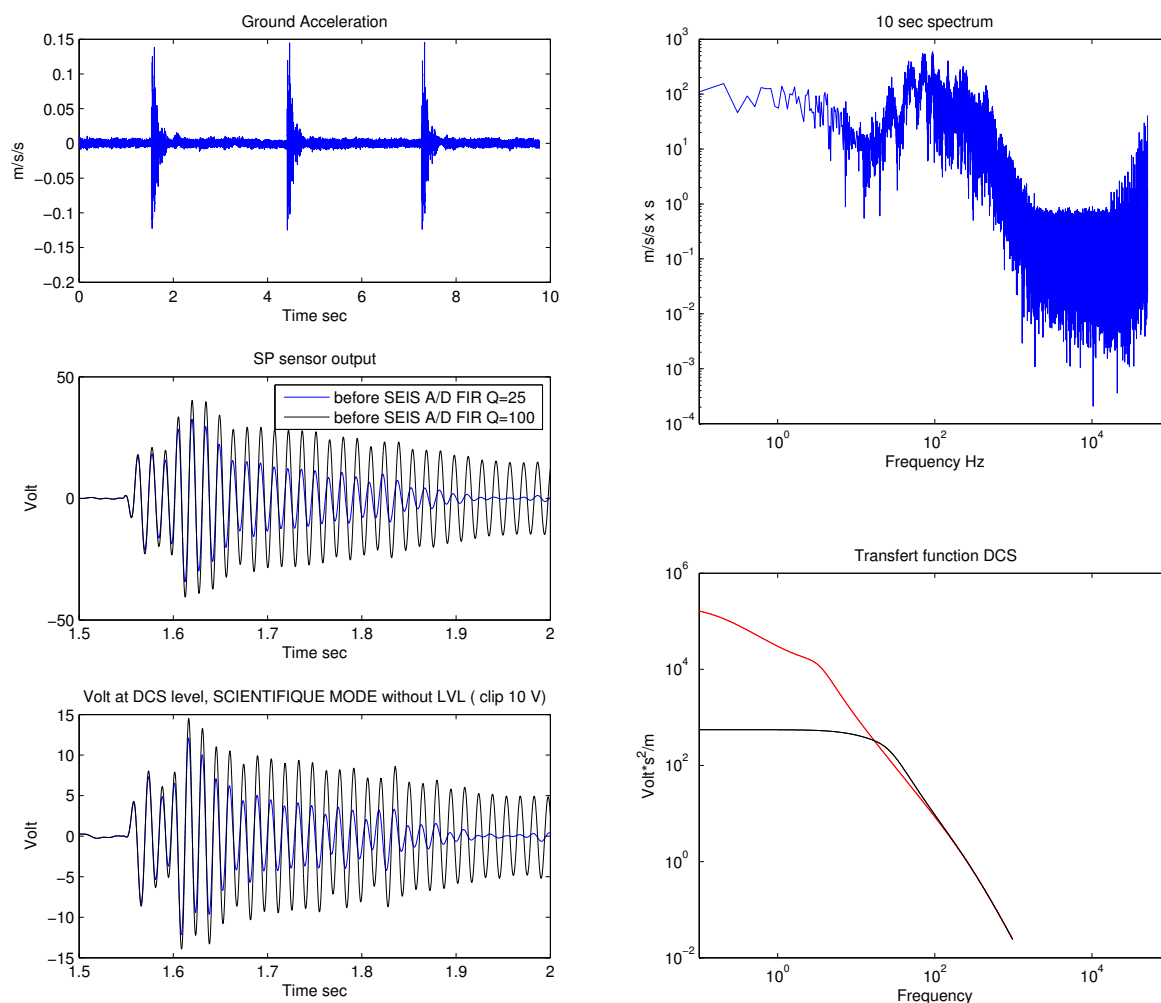 Ground Acceleration
0.15
0.1
0.05
0
−0.05
−0.1
−0.15
−0.2
m/s/s
0 2 4 6 8 10
Time sec
SP sensor output
50
0
−50
Volt
before SEIS A/D FIR Q=25
before SEIS A/D FIR Q=100
1.5 1.6 1.7 1.8 1.9 2
Time sec
Volt at DCS level, SCIENTIFIQUE MODE without LVL ( clip 10 V)
15
10
5
0
−5
−10
−15
Volt
1.5 1.6 1.7 1.8 1.9 2
Time sec
10 sec spectrum
10^3
10^2
10^1
10^0
10^−1
10^−2
10^−3
10^−4
m/s/s x s
10^0 10^2 10^4
Frequency Hz
Transfert function DCS
10^6
10^4
10^2
10^0
10^−2
Volt*s^2/m
10^0 10^2 10^4
Frequency